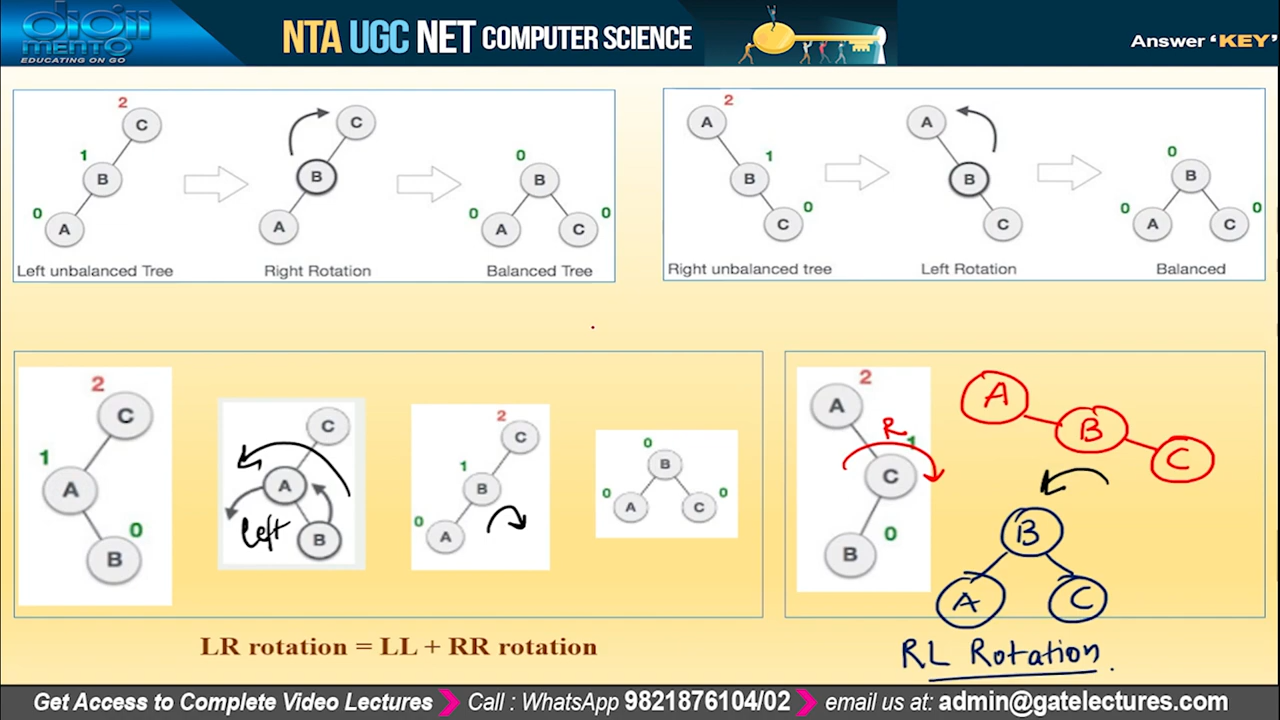 didii
MENTO
EDUCATING ON GO
NTA UGC NET COMPUTER SCIENCE
Answer ‘KEY’
2
C
1
B
0
A
Left unbalanced Tree
C
B
A
Right Rotation
0
B
0
A
0
C
Balanced Tree
2
A
1
B
0
C
Right unbalanced tree
A
B
C
Left Rotation
0
B
0
A
0
C
Balanced
2
C
1
A
0
B
C
A
Left
B
2
C
1
B
0
A
0
B
0
A
0
C
LR rotation = LL + RR rotation
2
A
R
1
C
0
B
A
B
C
B
A
C
RL Rotation.
Get Access to Complete Video Lectures
Call : WhatsApp 9821876104/02
email us at: admin@gatelectures.com